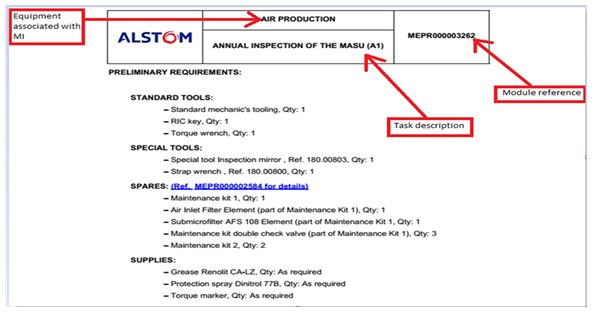 Equipment
associated with
MI
AIR PRODUCTION
ALSTOM
ANNUAL INSPECTION OF THE MASU (A1)
MEPR000003262
Module reference
Task description
PRELIMINARY REQUIREMENTS:
STANDARD TOOLS:
– Standard mechanic's tooling, Qty: 1
– RIC key, Qty: 1
– Torque wrench, Qty: 1
SPECIAL TOOLS:
– Special tool Inspection mirror , Ref. 180.00803, Qty: 1
– Strap wrench , Ref. 180.00800, Qty: 1
SPARES: (Ref. MEPR000002584 for details)
– Maintenance kit 1, Qty: 1
– Air Inlet Filter Element (part of Maintenance Kit 1), Qty: 1
– Submicrofilter AFS 108 Element (part of Maintenance Kit 1, Qty: 1
– Maintenance kit double check valve (part of Maintenance Kit 1), Qty: 3
– Maintenance kit 2, Qty: 2
SUPPLIES:
– Grease Renolit CA-LZ, Qty: As required
– Protection spray Dinitrol 77B, Qty: As required
– Torque marker, Qty: As required